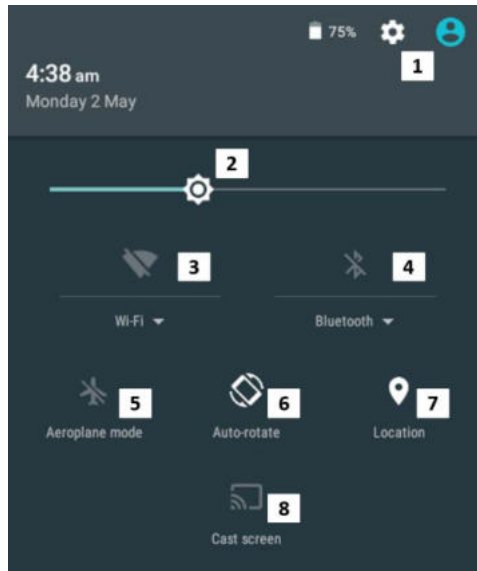 75%
1
4:38 am
Monday 2 May
2
3
4
Wi-Fi
Bluetooth
5
6
7
Aeroplane mode
Auto-rotate
Location
8
Cast screen